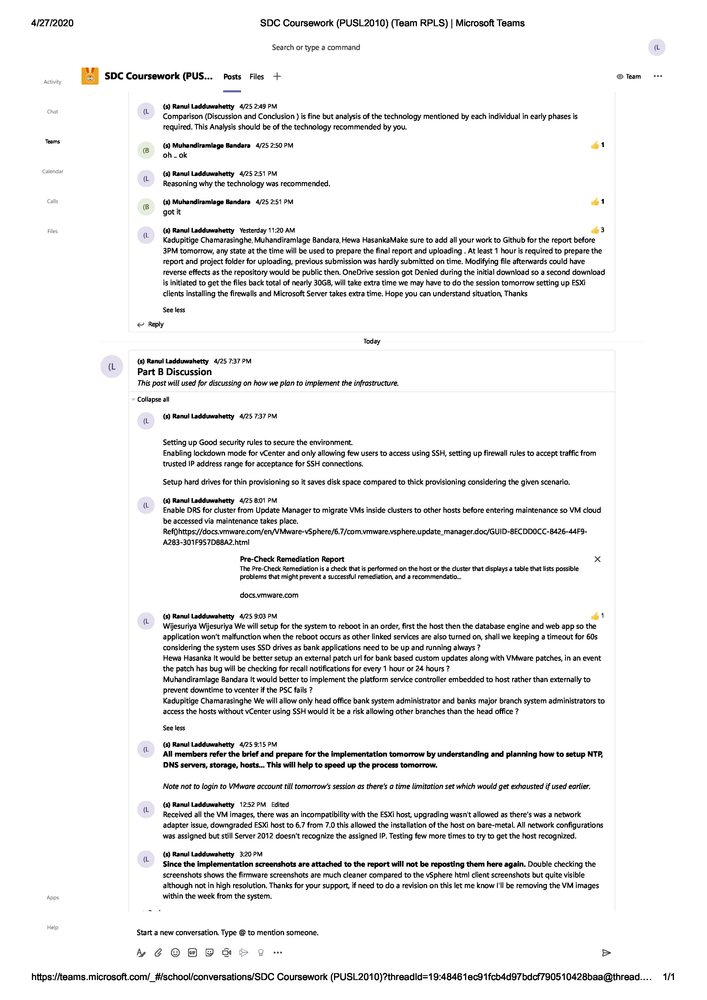 4/27/2020
SDC Coursework (PUSL2010) (Team RPLS) | Microsoft Teams
Search or type a command
(L
SDC Coursework (PUS...
Posts
Files
Team
Activity
Chat
Teams
Calendar
Calls
Files
(L
(s) Ranul Ladduwahetty 4/25 2:49 PM
Comparison (Discussion and Conclusion ) is fine but analysis of the technology mentioned by each individual in early phases is
required. This Analysis should be of the technology recommended by you.
(B
(s) Muhandiramlage Bandara 4/25 2:50 PM
👍 1
oh .. ok
(L
(s) Ranul Ladduwahetty 4/25 2:51 PM
Reasoning why the technology was recommended.
(B
(s) Muhandiramlage Bandara 4/25 2:51 PM
👍 1
got it
(L
(s) Ranul Ladduwahetty Yesterday 11:20 AM
👍 3
Kadupitige Chamarasinghe, Muhandiramlage Bandara, Hewa HasankaMake sure to add all your work to Github for the report before
3PM tomorrow, any state at the time will be used to prepare the final report and uploading . At least 1 hour is required to prepare the
report and project folder for uploading, previous submission was hardly submitted on time. Modifying file afterwards could have
reverse effects as the repository would be public then. OneDrive session got Denied during the initial download so a second download
is initiated to get the files back total of nearly 30GB, will take extra time we may have to do the session tomorrow setting up ESXi
clients installing the firewalls and Microsoft Server takes extra time. Hope you can understand situation, Thanks
See less
Reply
Today
(L
(s) Ranul Ladduwahetty 4/25 7:37 PM
Part B Discussion
This post will used for discussing on how we plan to implement the infrastructure.
Collapse all
(L
(s) Ranul Ladduwahetty 4/25 7:37 PM
Setting up Good security rules to secure the environment.
Enabling lockdown mode for vCenter and only allowing few users to access using SSH, setting up firewall rules to accept traffic from
trusted IP address range for acceptance for SSH connections.
Setup hard drives for thin provisioning so it saves disk space compared to thick provisioning considering the given scenario.
(L
(s) Ranul Ladduwahetty 4/25 8:01 PM
Enable DRS for cluster from Update Manager to migrate VMs inside clusters to other hosts before entering maintenance so VM cloud
be accessed via maintenance takes place.
Ref()https://docs.vmware.com/en/VMware-vSphere/6.7/com.vmware.vsphere.update_manager.doc/GUID-8ECDD0CC-8426-44F9-
A283-301F957D88A2.html
Pre-Check Remediation Report
The Pre-Check Remediation is a check that is performed on the host or the cluster that displays a table that lists possible
problems that might prevent a successful remediation, and a recommendatio...
docs.vmware.com
(L
(s) Ranul Ladduwahetty 4/25 9:03 PM
👍 1
Wijesuriya Wijesuriya We will setup for the system to reboot in an order, first the host then the database engine and web app so the
application won't malfunction when the reboot occurs as other linked services are also turned on, shall we keeping a timeout for 60s
considering the system uses SSD drives as bank applications need to be up and running always ?
Hewa Hasanka It would be better setup an external patch url for bank based custom updates along with VMware patches, in an event
the patch has bug will be checking for recall notifications for every 1 hour or 24 hours ?
Muhandiramlage Bandara It would better to implement the platform service controller embedded to host rather than externally to
prevent downtime to vcenter if the PSC fails ?
Kadupitige Chamarasinghe We will allow only head office bank system administrator and banks major branch system administrators to
access the hosts without vCenter using SSH would it be a risk allowing other branches than the head office ?
See less
(L
(s) Ranul Ladduwahetty 4/25 9:15 PM
All members refer the brief and prepare for the implementation tomorrow by understanding and planning how to setup NTP,
DNS servers, storage, hosts... This will help to speed up the process tomorrow.
Note not to login to VMware account till tomorrow's session as there's a time limitation set which would get exhausted if used earlier.
(L
(s) Ranul Ladduwahetty 12:52 PM Edited
Received all the VM images, there was an incompatibility with the ESXi host, upgrading wasn't allowed as there's was a network
adapter issue, downgraded ESXi host to 6.7 from 7.0 this allowed the installation of the host on bare-metal. All network configurations
was assigned but still Server 2012 doesn't recognize the assigned IP. Testing few more times to try to get the host recognized.
(L
(s) Ranul Ladduwahetty 3:20 PM
Since the implementation screenshots are attached to the report will not be reposting them here again. Double checking the
screenshots shows the firmware screenshots are much cleaner compared to the vSphere html client screenshots but quite visible
although not in high resolution. Thanks for your support, if need to do a revision on this let me know I'll be removing the VM images
within the week from the system.
Apps
Help
Start a new conversation. Type @ to mention someone.
GIF
https://teams.microsoft.com/_#/school/conversations/SDC Coursework (PUSL2010)?threadId=19:48461ec91fcb4d97bdcf790510428baa@thread.…
1/1